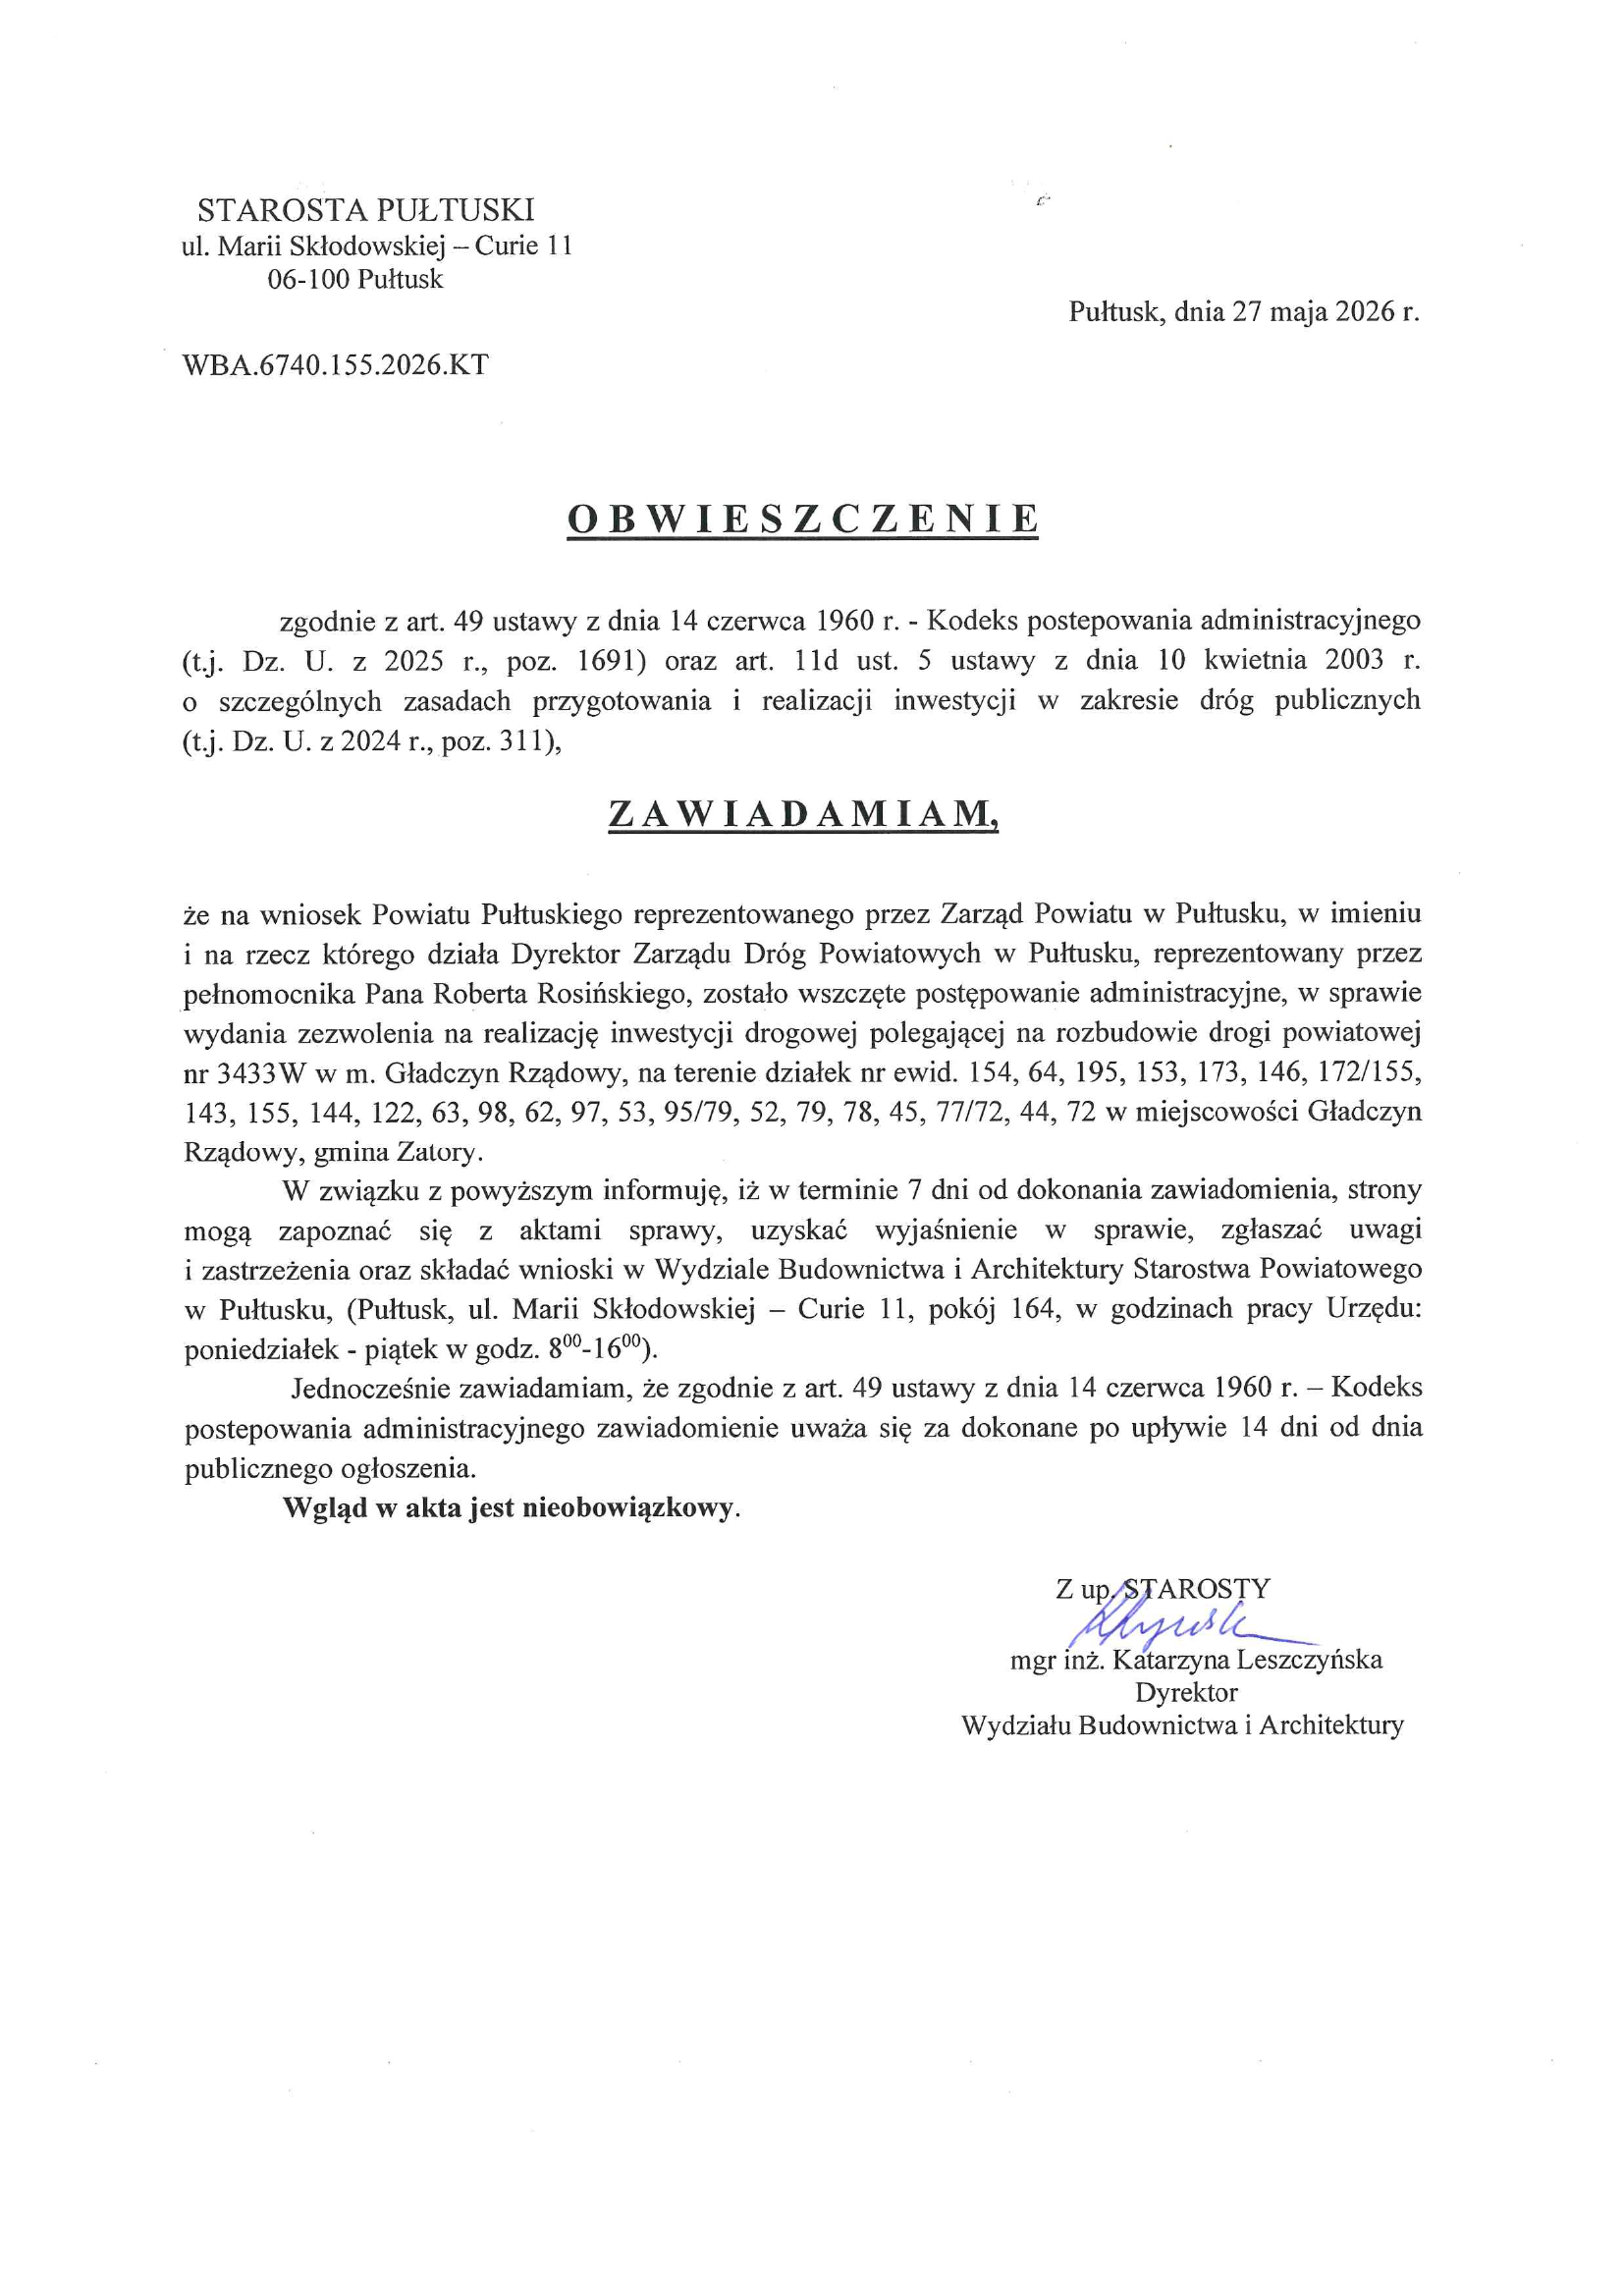 STAROSTA PUŁTUSKI
ul. Marii Skłodowskiej – Curie 11
06-100 Pułtusk
Pułtusk, dnia 27 maja 2026 r.
WBA.6740.155.2026.KT
O B W I E S Z C Z E N I E
zgodnie z art. 49 ustawy z dnia 14 czerwca 1960 r. - Kodeks postepowania administracyjnego
(t.j. Dz. U. z 2025 r., poz. 1691) oraz art. 11d ust. 5 ustawy z dnia 10 kwietnia 2003 r.
o szczególnych zasadach przygotowania i realizacji inwestycji w zakresie dróg publicznych
(t.j. Dz. U. z 2024 r., poz. 311),
Z A W I A D A M I A M,
że na wniosek Powiatu Pułtuskiego reprezentowanego przez Zarząd Powiatu w Pułtusku, w imieniu
i na rzecz którego działa Dyrektor Zarządu Dróg Powiatowych w Pułtusku, reprezentowany przez
pełnomocnika Pana Roberta Rosińskiego, zostało wszczęte postępowanie administracyjne, w sprawie
wydania zezwolenia na realizację inwestycji drogowej polegającej na rozbudowie drogi powiatowej
nr 3433W w m. Gładczyn Rządowy, na terenie działek nr ewid. 154, 64, 195, 153, 173, 146, 172/155,
143, 155, 144, 122, 63, 98, 62, 97, 53, 95/79, 52, 79, 78, 45, 77/72, 44, 72 w miejscowości Gładczyn
Rządowy, gmina Zatory.
W związku z powyższym informuję, iż w terminie 7 dni od dokonania zawiadomienia, strony
mogą zapoznać się z aktami sprawy, uzyskać wyjaśnienie w sprawie, zgłaszać uwagi
i zastrzeżenia oraz składać wnioski w Wydziale Budownictwa i Architektury Starostwa Powiatowego
w Pułtusku, (Pułtusk, ul. Marii Skłodowskiej – Curie 11, pokój 164, w godzinach pracy Urzędu:
poniedziałek - piątek w godz. 8⁰⁰-16⁰⁰).
Jednocześnie zawiadamiam, że zgodnie z art. 49 ustawy z dnia 14 czerwca 1960 r. – Kodeks
postepowania administracyjnego zawiadomienie uważa się za dokonane po upływie 14 dni od dnia
publicznego ogłoszenia.
Wgląd w akta jest nieobowiązkowy.
Z up. STAROSTY
mgr inż. Katarzyna Leszczyńska
Dyrektor
Wydziału Budownictwa i Architektury